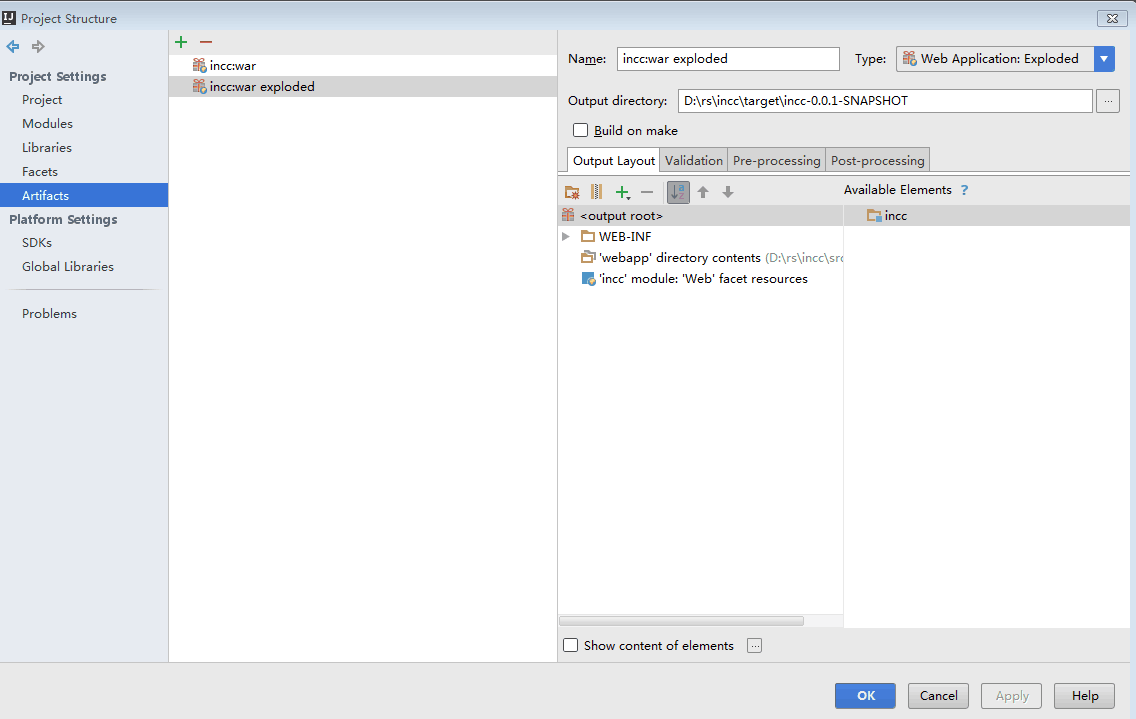 Project Structure
Project Settings
Project
Modules
Libraries
Facets
Artifacts
Platform Settings
SDKs
Global Libraries
Problems
incc:war
incc:war exploded
Name: incc:war exploded Type: Web Application: Exploded
Output directory: D:\rs\incc\target\incc-0.0.1-SNAPSHOT ...
Build on make
Output Layout Validation Pre-processing Post-processing
Available Elements ?
<output root>
WEB-INF
'webapp' directory contents (D:\rs\incc\src
'incc' module: 'Web' facet resources
incc
Show content of elements ...
OK Cancel Apply Help